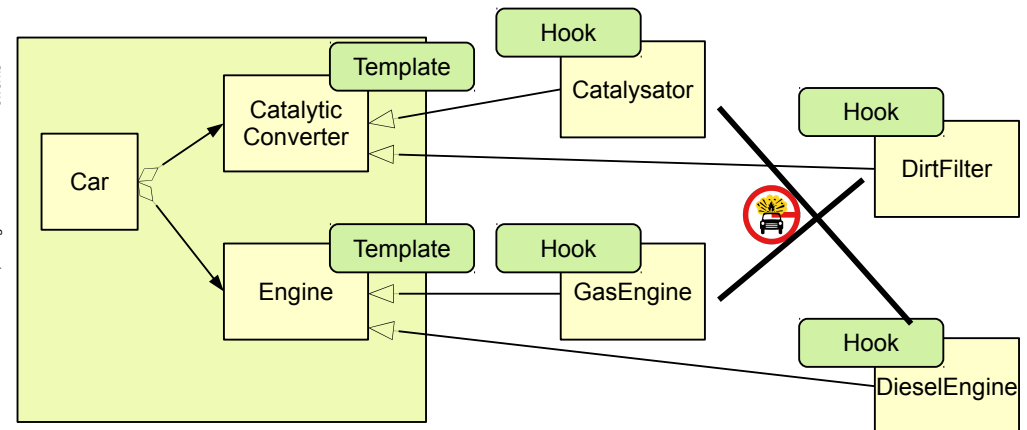 Hook
Template
Catalysator
Hook
Catalytic
Converter
DirtFilter
Car
Template
Hook
Engine
GasEngine
Hook
DieselEngine